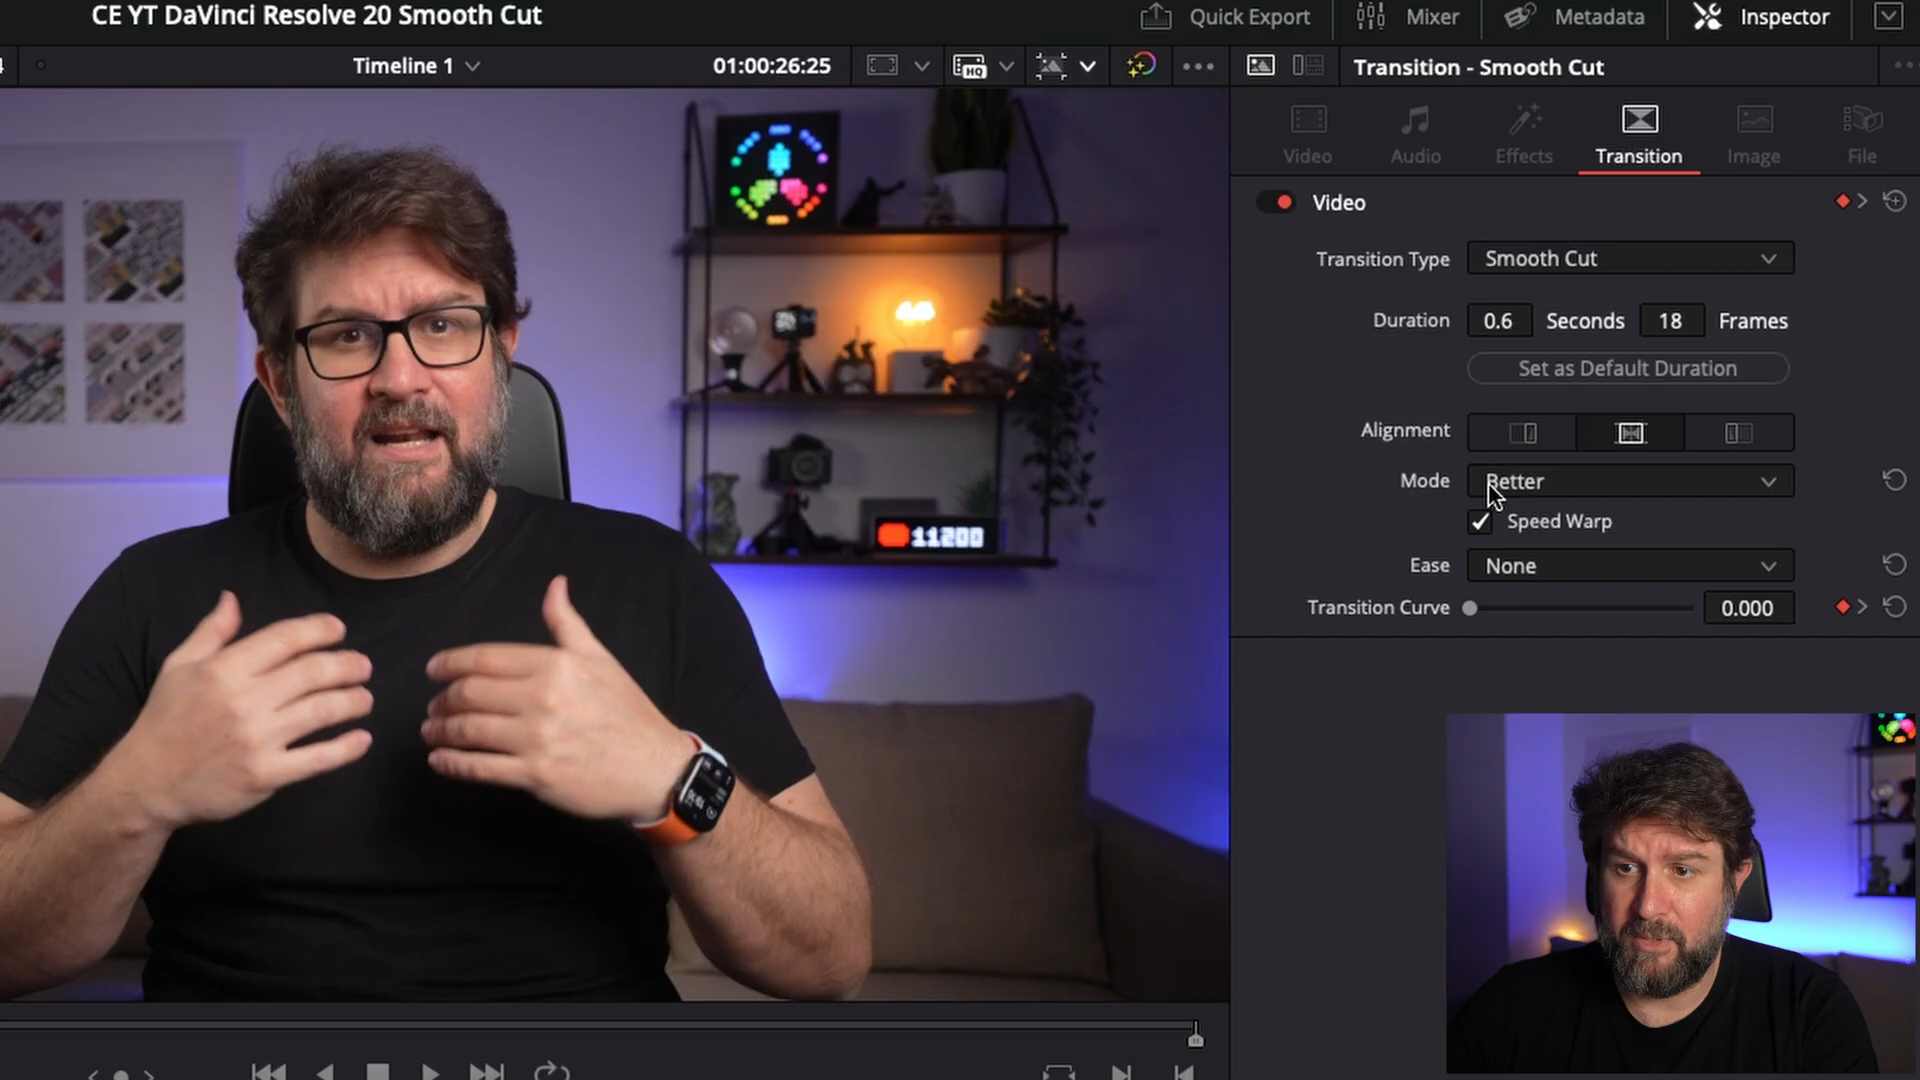 CE YT DaVinci Resolve 20 Smooth Cut
Quick Export
Mixer
Metadata
Inspector
Timeline 1
01:00:26:25
HQ
Transition - Smooth Cut
Video
Audio
Effects
Transition
Image
File
Video
Transition Type
Smooth Cut
Duration
0.6
Seconds
18
Frames
Set as Default Duration
Alignment
Mode
Better
Speed Warp
Ease
None
Transition Curve
0.000
11200